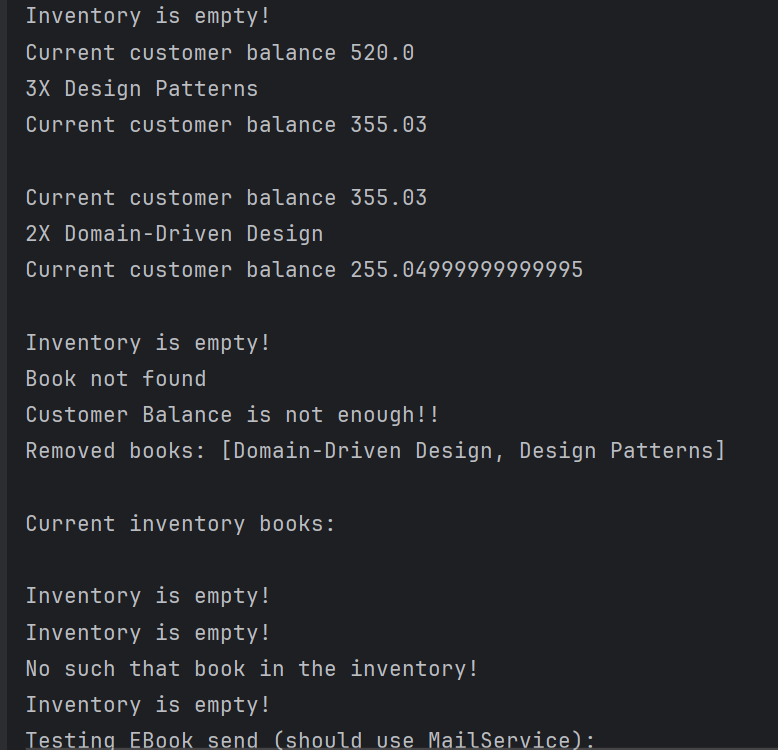 Inventory is empty!
Current customer balance 520.0
3X Design Patterns
Current customer balance 355.03
Current customer balance 355.03
2X Domain-Driven Design
Current customer balance 255.04999999999995
Inventory is empty!
Book not found
Customer Balance is not enough!!
Removed books: [Domain-Driven Design, Design Patterns]
Current inventory books:
Inventory is empty!
Inventory is empty!
No such that book in the inventory!
Inventory is empty!
Testing EBook send (should use MailService):